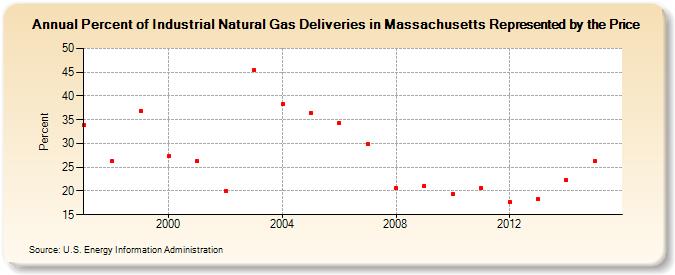 Annual Percent of Industrial Natural Gas Deliveries in Massachusetts Represented by the Price
Percent
50
45
40
35
30
25
20
15
2000 2004 2008 2012
Source: U.S. Energy Information Administration